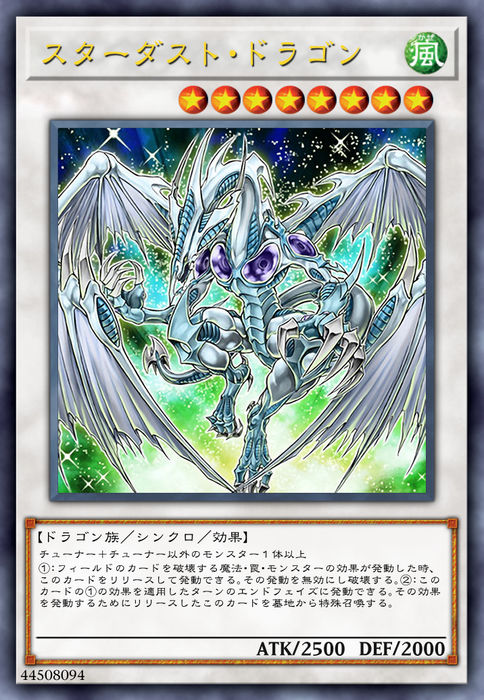 スターダスト・ドラゴン
かぜ
風
【ドラゴン族／シンクロ／効果】
チューナー＋チューナー以外のモンスター１体以上
①：フィールドのカードを破壊する魔法・罠・モンスターの効果が発動した時、
このカードをリリースして発動できる。その発動を無効にし破壊する。②：この
カードの①の効果を適用したターンのエンドフェイズに発動できる。その効果
を発動するためにリリースしたこのカードを墓地から特殊召喚する。
ATK/2500 DEF/2000
44508094